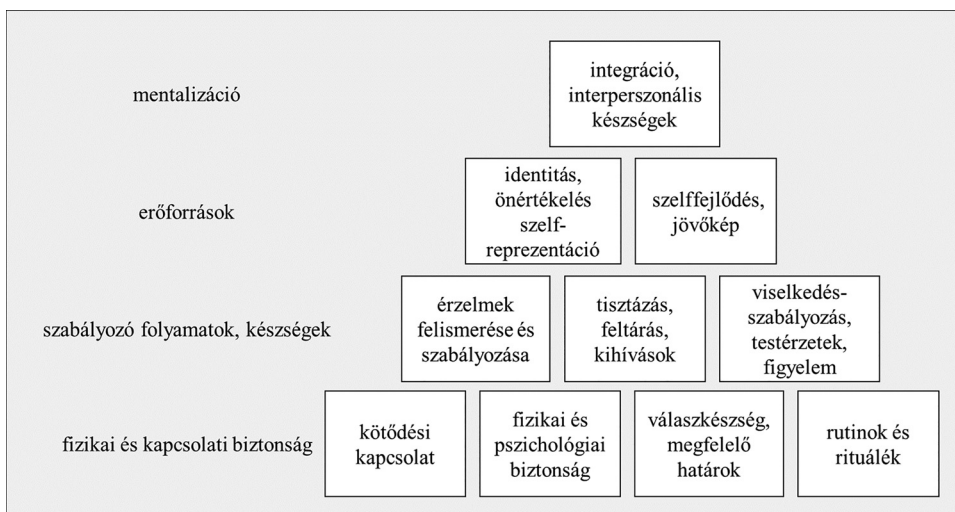 mentalizáció
integráció,
interperszonális
készségek
erőforrások
identitás,
önértékelés
szelf-
reprezentáció
szelffejlődés,
jövőkép
szabályozó folyamatok, készségek
érzelmek
felismerése és
szabályozása
tisztázás,
feltárás,
kihívások
viselkedés-
szabályozás,
testérzetek,
figyelem
fizikai és kapcsolati biztonság
kötődési
kapcsolat
fizikai és
pszichológiai
biztonság
válaszkészség,
megfelelő
határok
rutinok és
rituálék